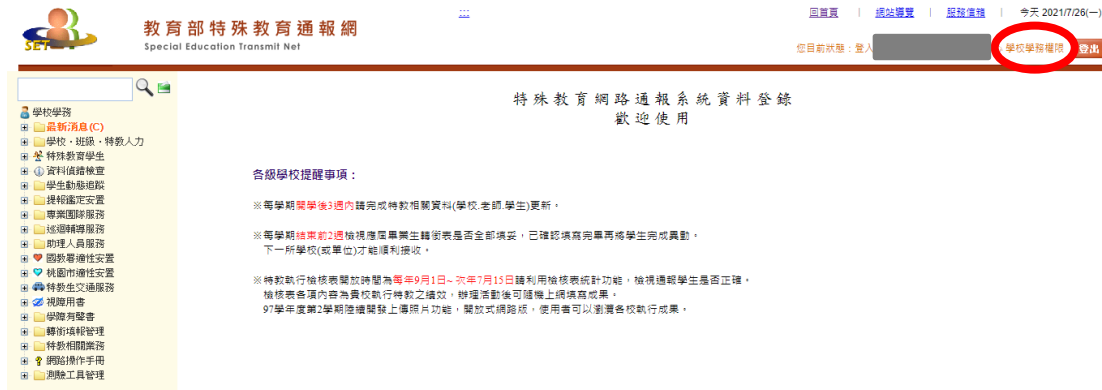 :::
回首頁 | 網站導覽 | 服務信箱 | 今天 2021/7/26(一)
SET
教育部特殊教育通報網
Special Education Transmit Net
您目前狀態：登入
學校學務權限
登出
特殊教育網路通報系統資料登錄
歡迎使用
學校學務
最新消息(C)
學校、班級、特教人力
特殊教育學生
資料偵錯檢查
學生動態追蹤
提報鑑定安置
專業團隊服務
巡迴輔導服務
助理人員服務
國教署適性安置
桃園市適性安置
特教生交通服務
視障用書
學障有聲書
轉銜填報管理
特教相關業務
網路操作手冊
測驗工具管理
各級學校提醒事項：
※每學期開學後3週內請完成特教相關資料(學校.老師.學生)更新。
※每學期結束前2週檢視應屆畢業生轉銜表是否全部填妥，已確認填寫完畢再將學生完成異動。
下一所學校(或單位)才能順利接收。
※特教執行檢核表開放時間為每年9月1日~ 次年7月15日請利用檢核表統計功能，檢視通報學生是否正確。
檢核表各項內容為貴校執行特教之績效，辦理活動後可隨機上網填寫成果。
97學年度第2學期陸續開發上傳照片功能，開放式網路版，使用者可以瀏灠各校執行成果。